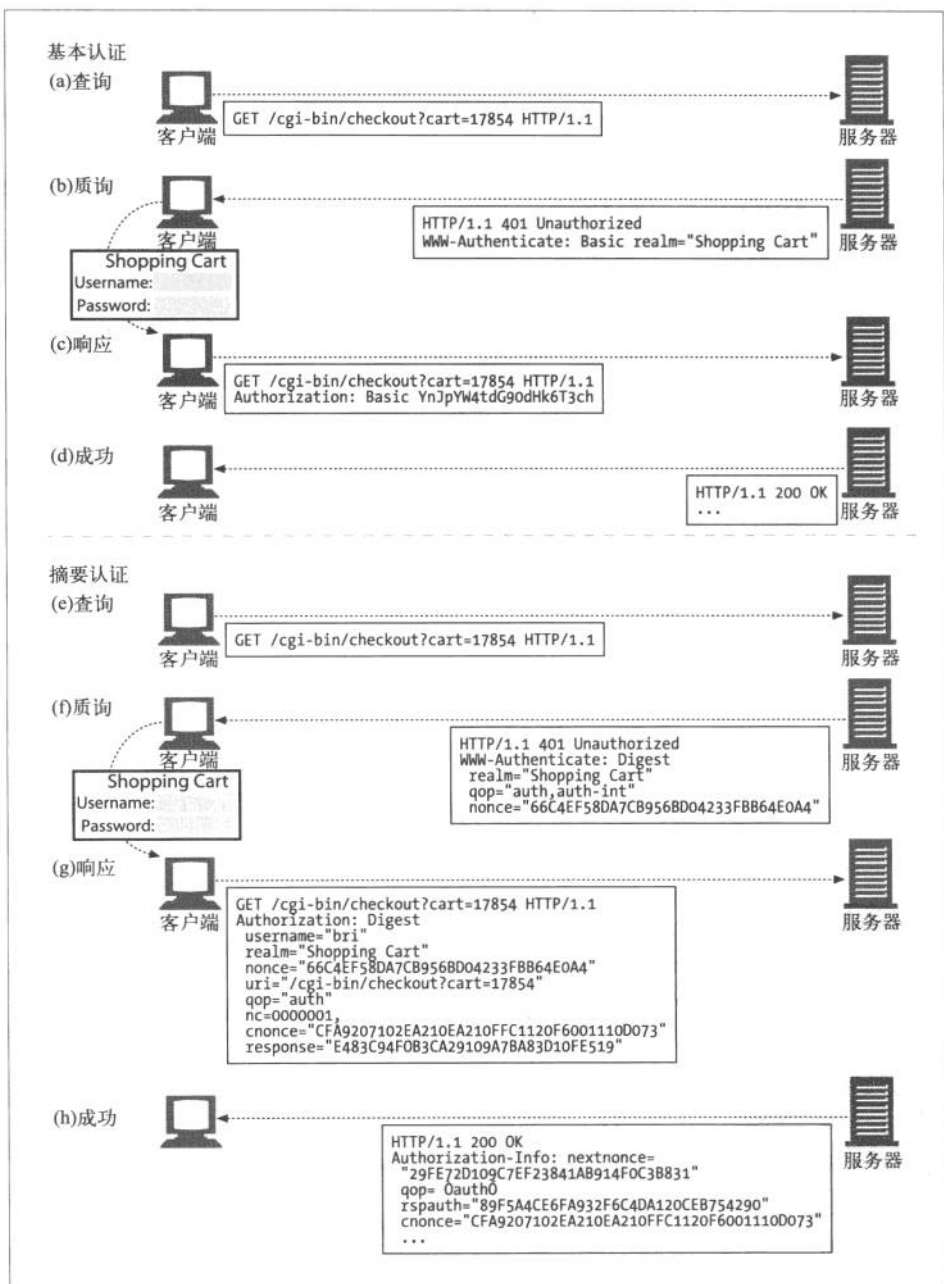 基本认证
(a)查询
客户端
GET /cgi-bin/checkout?cart=17854 HTTP/1.1
服务器
(b)质询
客户端
HTTP/1.1 401 Unauthorized
WWW-Authenticate: Basic realm="Shopping Cart"
服务器
Shopping Cart
Username:
Password:
(c)响应
客户端
GET /cgi-bin/checkout?cart=17854 HTTP/1.1
Authorization: Basic YnJpYW4tdG90dHk6T3ch
服务器
(d)成功
客户端
HTTP/1.1 200 OK
...
服务器
摘要认证
(e)查询
客户端
GET /cgi-bin/checkout?cart=17854 HTTP/1.1
服务器
(f)质询
客户端
HTTP/1.1 401 Unauthorized
WWW-Authenticate: Digest
realm="Shopping Cart"
qop="auth,auth-int"
nonce="66C4EF58DA7CB956BD04233FBB64E0A4"
服务器
Shopping Cart
Username:
Password:
(g)响应
客户端
GET /cgi-bin/checkout?cart=17854 HTTP/1.1
Authorization: Digest
username="bri"
realm="Shopping Cart"
nonce="66C4EF58DA7CB956BD04233FBB64E0A4"
uri="/cgi-bin/checkout?cart=17854"
qop="auth"
nc=0000001,
cnonce="CFA9207102EA210EA210FFC1120F6001110D073"
response="E483C94F0B3CA29109A7BA83D10FE519"
服务器
(h)成功
HTTP/1.1 200 OK
Authorization-Info: nextnonce=
"29FE72D109C7EF23841AB914F0C3B831"
qop= ÒauthÓ
rspauth="89F5A4CE6FA932F6C4DA120CEB754290"
cnonce="CFA9207102EA210EA210FFC1120F6001110D073"
...
服务器